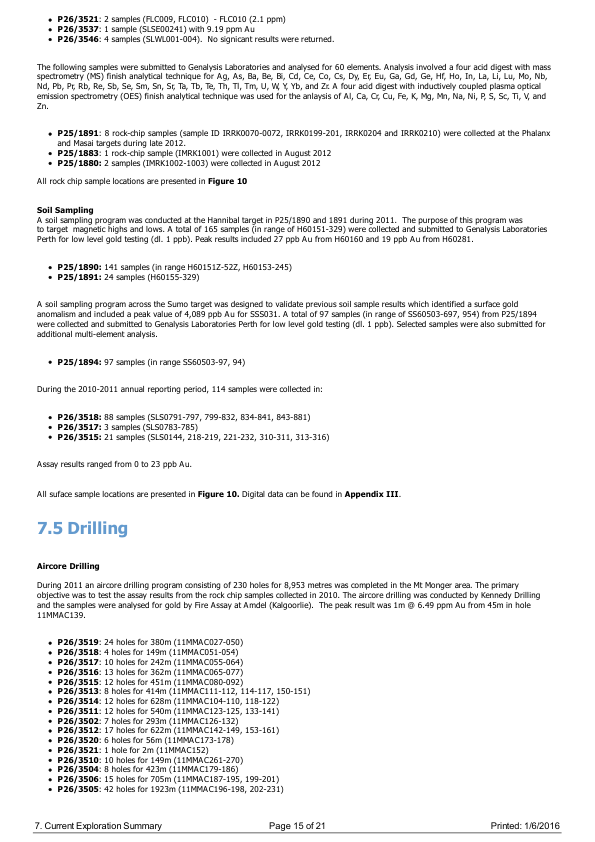 • P26/3521: 2 samples (FLC009, FLC010)  - FLC010 (2.1 ppm)
• P26/3537: 1 sample (SLSE00241) with 9.19 ppm Au
• P26/3546: 4 samples (SLWL001-004).  No signicant results were returned.
The following samples were submitted to Genalysis Laboratories and analysed for 60 elements. Analysis involved a four acid digest with mass
spectrometry (MS) finish analytical technique for Ag, As, Ba, Be, Bi, Cd, Ce, Co, Cs, Dy, Er, Eu, Ga, Gd, Ge, Hf, Ho, In, La, Li, Lu, Mo, Nb,
Nd, Pb, Pr, Rb, Re, Sb, Se, Sm, Sn, Sr, Ta, Tb, Te, Th, Tl, Tm, U, W, Y, Yb, and Zr. A four acid digest with inductively coupled plasma optical
emission spectrometry (OES) finish analytical technique was used for the anlaysis of Al, Ca, Cr, Cu, Fe, K, Mg, Mn, Na, Ni, P, S, Sc, Ti, V, and
Zn.
• P25/1891: 8 rock-chip samples (sample ID IRRK0070-0072, IRRK0199-201, IRRK0204 and IRRK0210) were collected at the Phalanx
and Masai targets during late 2012.
• P25/1883: 1 rock-chip sample (IMRK1001) were collected in August 2012
• P25/1880: 2 samples (IMRK1002-1003) were collected in August 2012
All rock chip sample locations are presented in Figure 10
Soil Sampling
A soil sampling program was conducted at the Hannibal target in P25/1890 and 1891 during 2011.  The purpose of this program was
to target  magnetic highs and lows. A total of 165 samples (in range of H60151-329) were collected and submitted to Genalysis Laboratories
Perth for low level gold testing (dl. 1 ppb). Peak results included 27 ppb Au from H60160 and 19 ppb Au from H60281.
• P25/1890: 141 samples (in range H60151Z-52Z, H60153-245)
• P25/1891: 24 samples (H60155-329)
A soil sampling program across the Sumo target was designed to validate previous soil sample results which identified a surface gold
anomalism and included a peak value of 4,089 ppb Au for SSS031. A total of 97 samples (in range of SS60503-697, 954) from P25/1894
were collected and submitted to Genalysis Laboratories Perth for low level gold testing (dl. 1 ppb). Selected samples were also submitted for
additional multi-element analysis.
• P25/1894: 97 samples (in range SS60503-97, 94)
During the 2010-2011 annual reporting period, 114 samples were collected in:
• P26/3518: 88 samples (SLS0791-797, 799-832, 834-841, 843-881)
• P26/3517: 3 samples (SLS0783-785)
• P26/3515: 21 samples (SLS0144, 218-219, 221-232, 310-311, 313-316)
Assay results ranged from 0 to 23 ppb Au.
All suface sample locations are presented in Figure 10. Digital data can be found in Appendix III.
7.5 Drilling
Aircore Drilling
During 2011 an aircore drilling program consisting of 230 holes for 8,953 metres was completed in the Mt Monger area. The primary
objective was to test the assay results from the rock chip samples collected in 2010. The aircore drilling was conducted by Kennedy Drilling
and the samples were analysed for gold by Fire Assay at Amdel (Kalgoorlie).  The peak result was 1m @ 6.49 ppm Au from 45m in hole
11MMAC139.
• P26/3519: 24 holes for 380m (11MMAC027-050)
• P26/3518: 4 holes for 149m (11MMAC051-054)
• P26/3517: 10 holes for 242m (11MMAC055-064)
• P26/3516: 13 holes for 362m (11MMAC065-077)
• P26/3515: 12 holes for 451m (11MMAC080-092)
• P26/3513: 8 holes for 414m (11MMAC111-112, 114-117, 150-151)
• P26/3514: 12 holes for 628m (11MMAC104-110, 118-122)
• P26/3511: 12 holes for 540m (11MMAC123-125, 133-141)
• P26/3502: 7 holes for 293m (11MMAC126-132)
• P26/3512: 17 holes for 622m (11MMAC142-149, 153-161)
• P26/3520: 6 holes for 56m (11MMAC173-178)
• P26/3521: 1 hole for 2m (11MMAC152)
• P26/3510: 10 holes for 149m (11MMAC261-270)
• P26/3504: 8 holes for 423m (11MMAC179-186)
• P26/3506: 15 holes for 705m (11MMAC187-195, 199-201)
• P26/3505: 42 holes for 1923m (11MMAC196-198, 202-231)
7. Current Exploration Summary Page 15 of 21 Printed: 1/6/2016